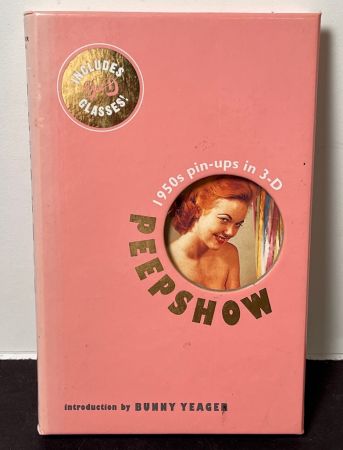 INCLUDES
3-D
GLASSES!
1950s pin-ups in 3-D
PEEPSHOW
introduction by BUNNY YEAGER